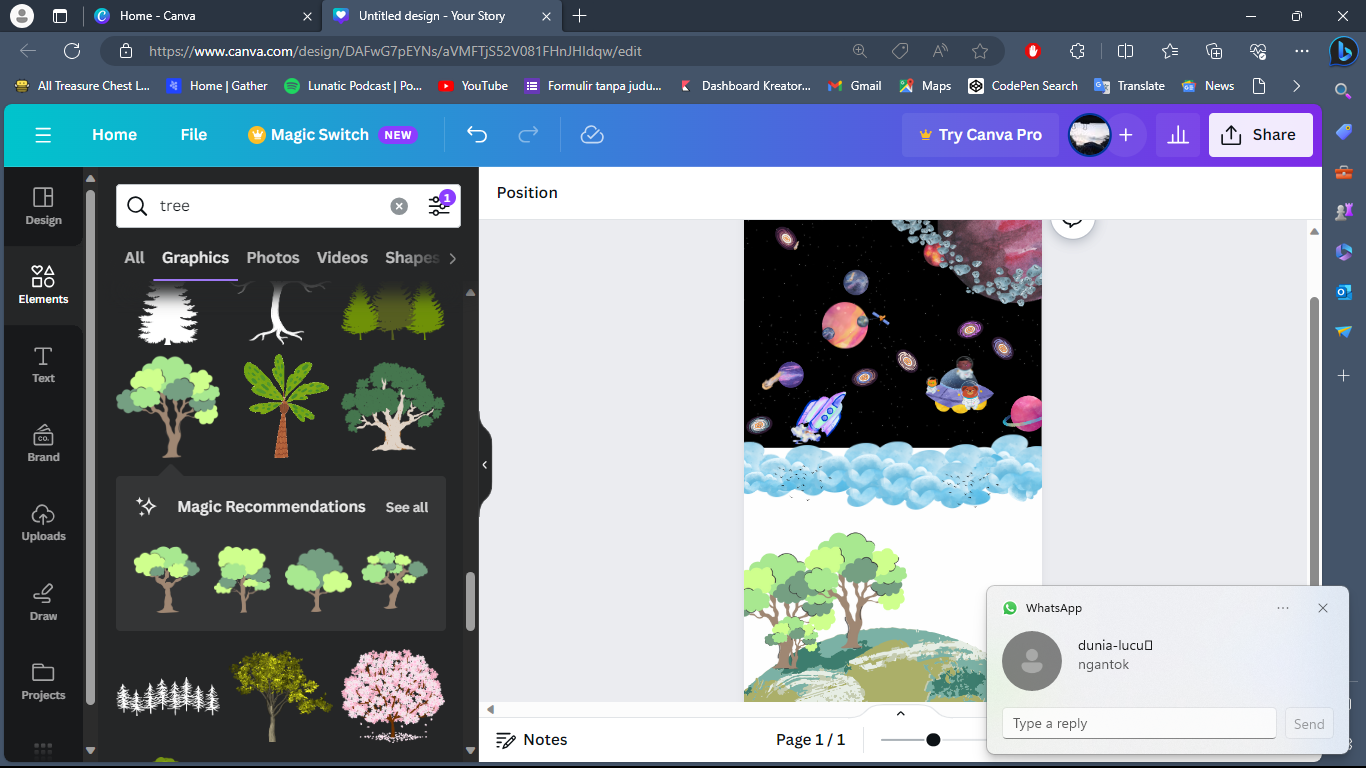 Home - Canva
Untitled design - Your Story
https://www.canva.com/design/DAFwG7pEYNs/aVMFTjS52V081FHnJHIdqw/edit
All Treasure Chest L...
Home | Gather
Lunatic Podcast | Po...
YouTube
Formulir tanpa judu...
Dashboard Kreator...
Gmail
Maps
CodePen Search
Translate
News
Home
File
Magic Switch NEW
Try Canva Pro
Share
Design
Elements
Text
Brand
Uploads
Draw
Projects
tree
1
All
Graphics
Photos
Videos
Shapes
Position
CO.
Magic Recommendations
See all
Notes
Page 1 / 1
WhatsApp
dunia-lucu
ngantok
Type a reply
Send